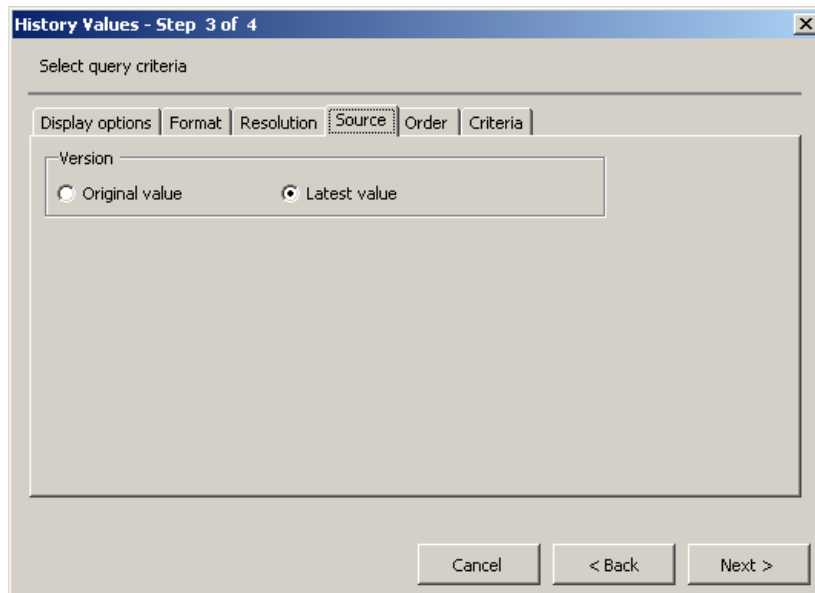 History Values - Step 3 of 4
Select query criteria
Display options Format Resolution Source Order Criteria
Version
Original value Latest value
Cancel < Back Next >